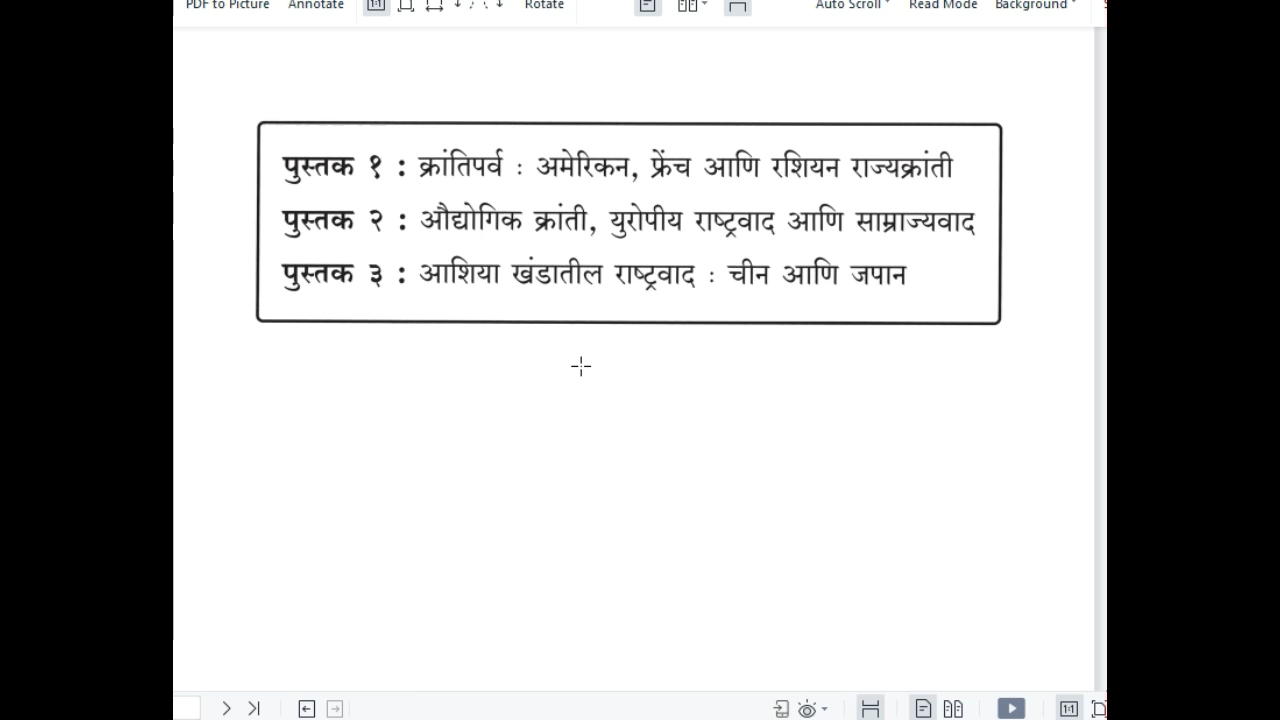 PDF to Picture Annotate Rotate Auto Scroll Read Mode Background
पुस्तक १ : क्रांतिपर्व : अमेरिकन, फ्रेंच आणि रशियन राज्यक्रांती
पुस्तक २ : औद्योगिक क्रांती, युरोपीय राष्ट्रवाद आणि साम्राज्यवाद
पुस्तक ३ : आशिया खंडातील राष्ट्रवाद : चीन आणि जपान